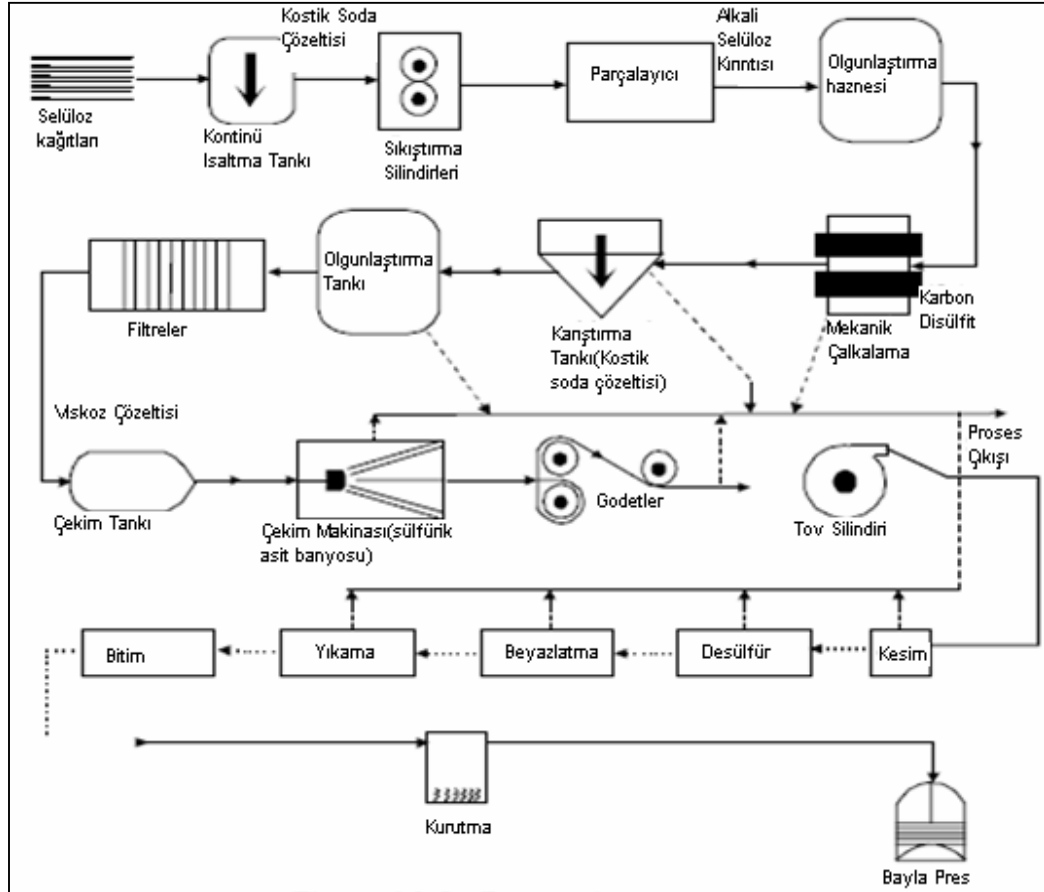 Kostik Soda
Çözeltisi
Alkali
Selüloz
Kırıntısı
Parçalayıcı
Olgunlaştırma
haznesi
Selüloz
kağıtları
Kontinü
Isaltma Tankı
Sıkıştırma
Silindirleri
Olgunlaştırma
Tankı
Filtreler
Karıştırma
Tankı(Kostik
soda çözeltisi)
Karbon
Disülfit
Mekanik
Çalkalama
Viskoz Çözeltisi
Proses
Çıkışı
Godetler
Çekim Tankı
Çekim Makinası(sülfürik
asit banyosu)
Tov Silindiri
Bitim
Yıkama
Beyazlatma
Desülfür
Kesim
Kurutma
Bayla Pres